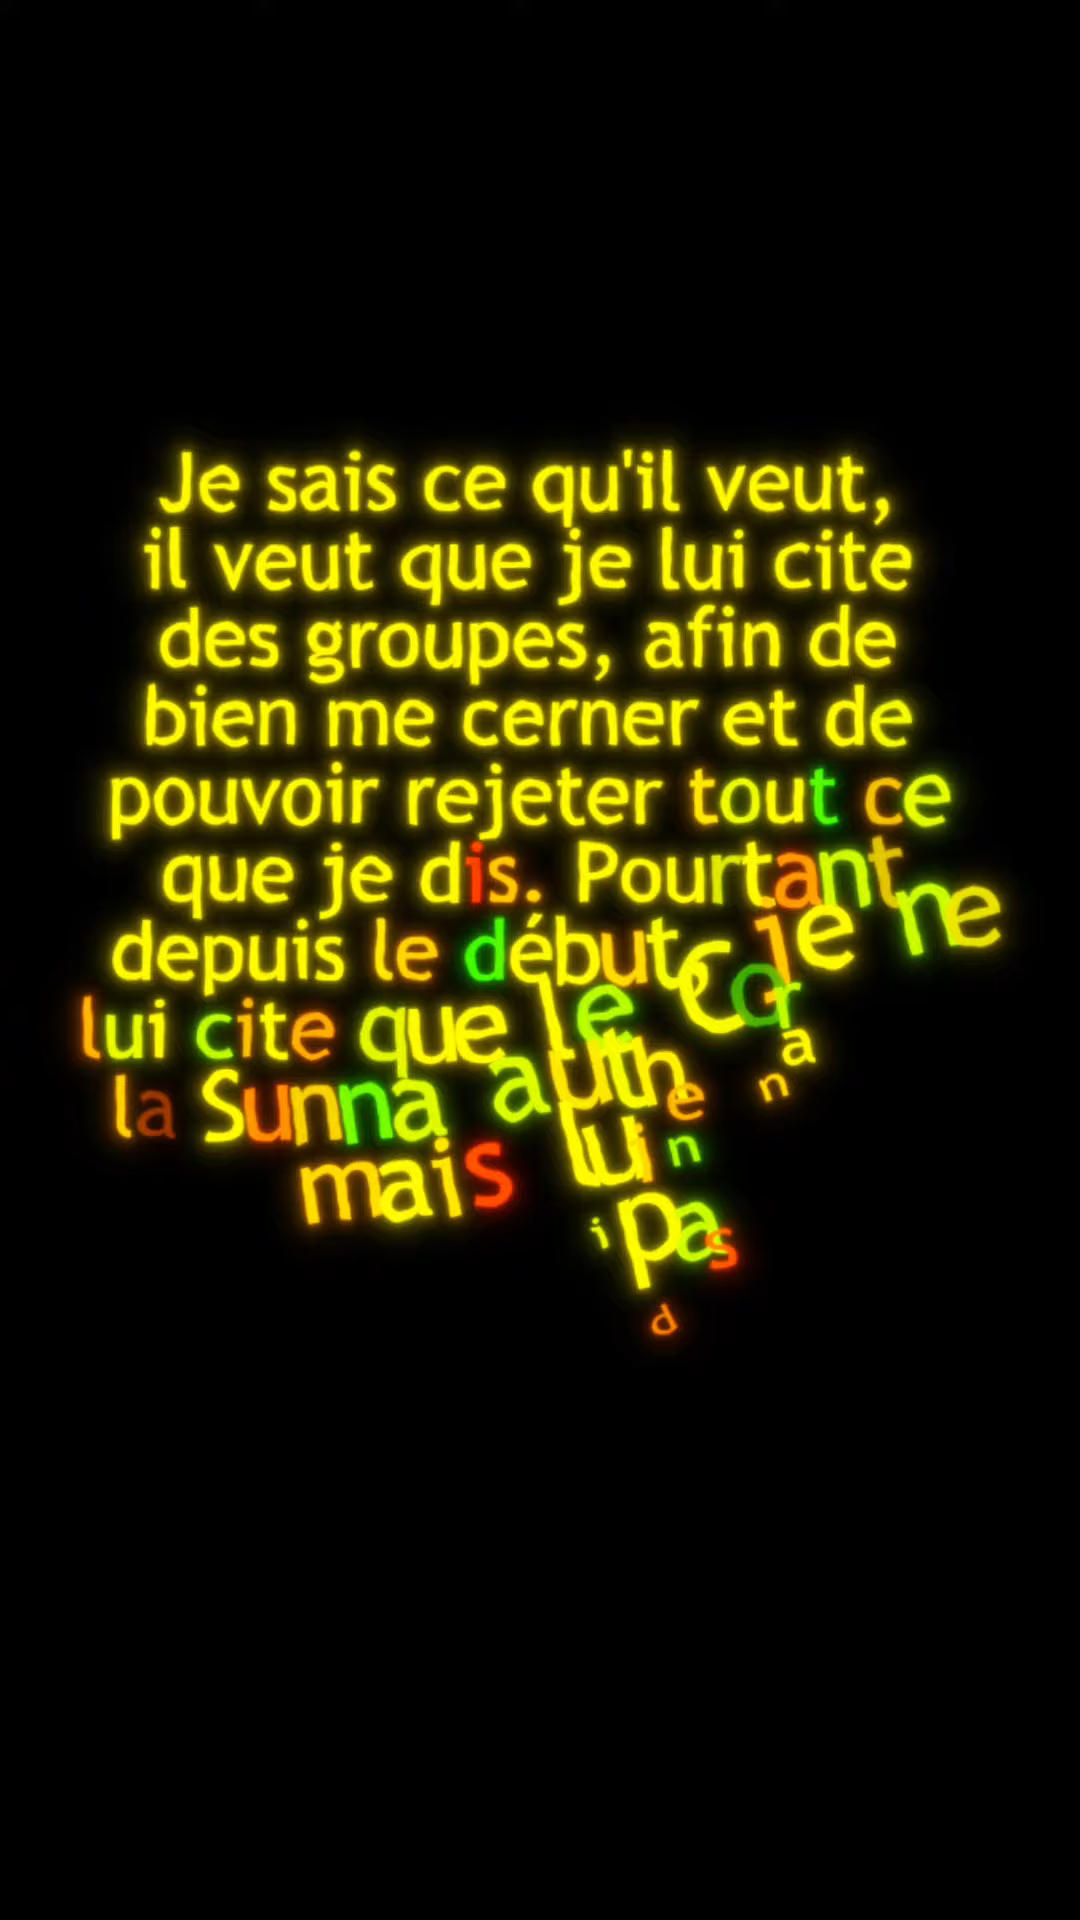 Je sais ce qu'il veut,
il veut que je lui cite
des groupes, afin de
bien me cerner et de
pouvoir rejeter tout ce
que je dis. Pourtant
depuis le début je ne
lui cite que le Coran
la Sunna authen
mais lui pas
i
d